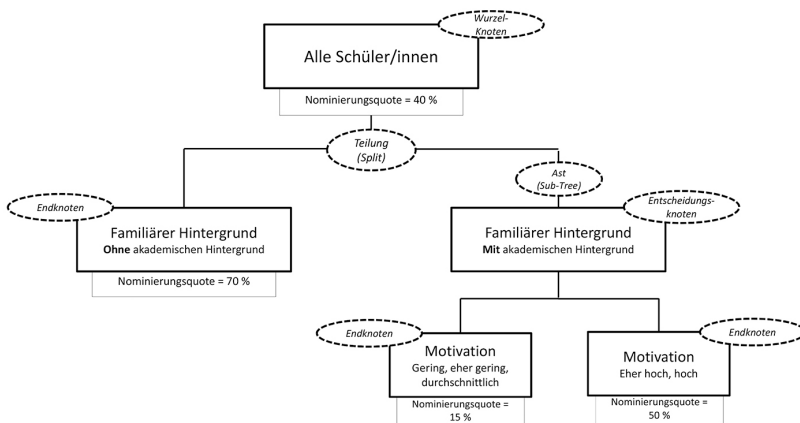 Wurzel-
Knoten
Alle Schüler/innen
Nominierungsquote = 40 %
Teilung
(Split)
Ast
(Sub-Tree)
Endknoten
Familiärer Hintergrund
Ohne akademischen Hintergrund
Nominierungsquote = 70 %
Entscheidungs-
knoten
Familiärer Hintergrund
Mit akademischen Hintergrund
Endknoten
Motivation
Gering, eher gering,
durchschnittlich
Nominierungsquote =
15 %
Endknoten
Motivation
Eher hoch, hoch
Nominierungsquote =
50 %